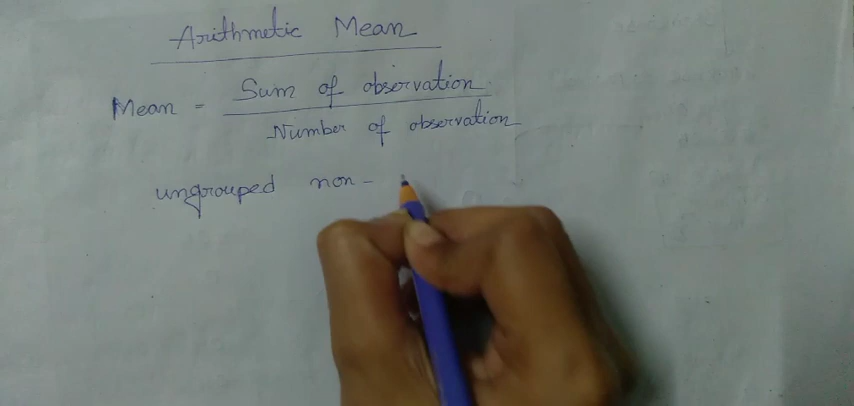 Arithmetic Mean
Mean = Sum of observation
Number of observation
ungrouped non-